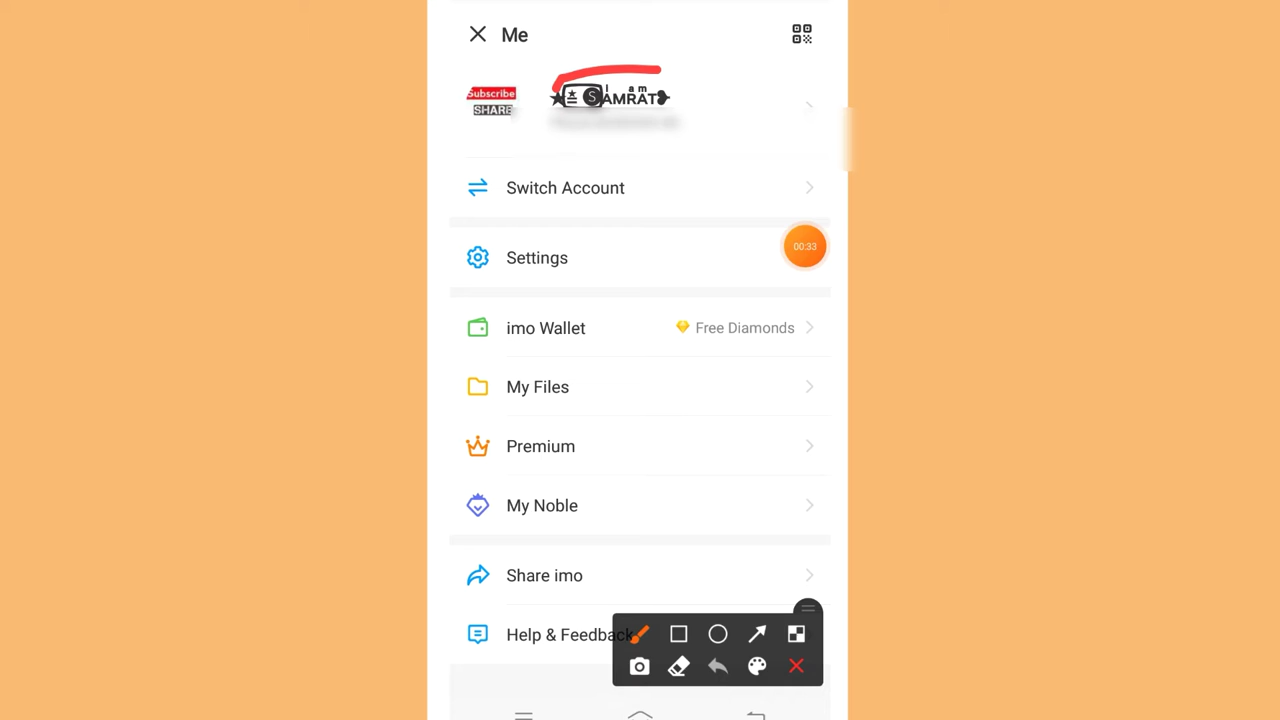 Me
Subscribe
SHARE
I am
SAMRAT
Switch Account
Settings
00:33
imo Wallet
Free Diamonds
My Files
Premium
My Noble
Share imo
Help & Feedback